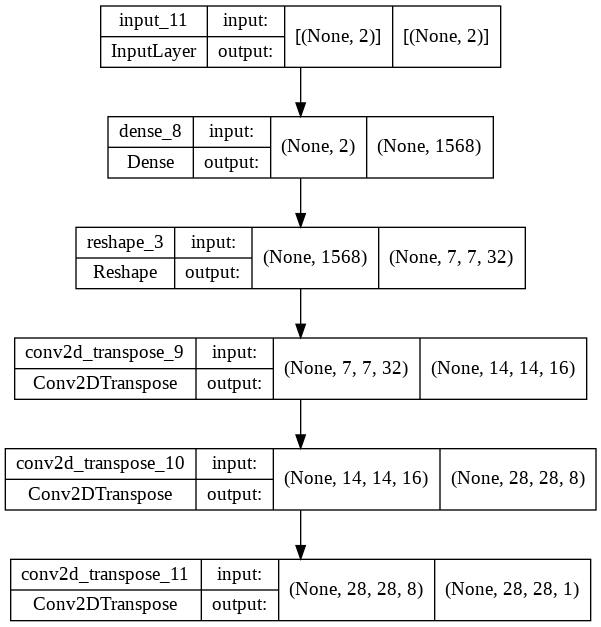 input_11 input: [(None, 2)] [(None, 2)]
InputLayer output:
dense_8 input: (None, 2) (None, 1568)
Dense output:
reshape_3 input: (None, 1568) (None, 7, 7, 32)
Reshape output:
conv2d_transpose_9 input: (None, 7, 7, 32) (None, 14, 14, 16)
Conv2DTranspose output:
conv2d_transpose_10 input: (None, 14, 14, 16) (None, 28, 28, 8)
Conv2DTranspose output:
conv2d_transpose_11 input: (None, 28, 28, 8) (None, 28, 28, 1)
Conv2DTranspose output: